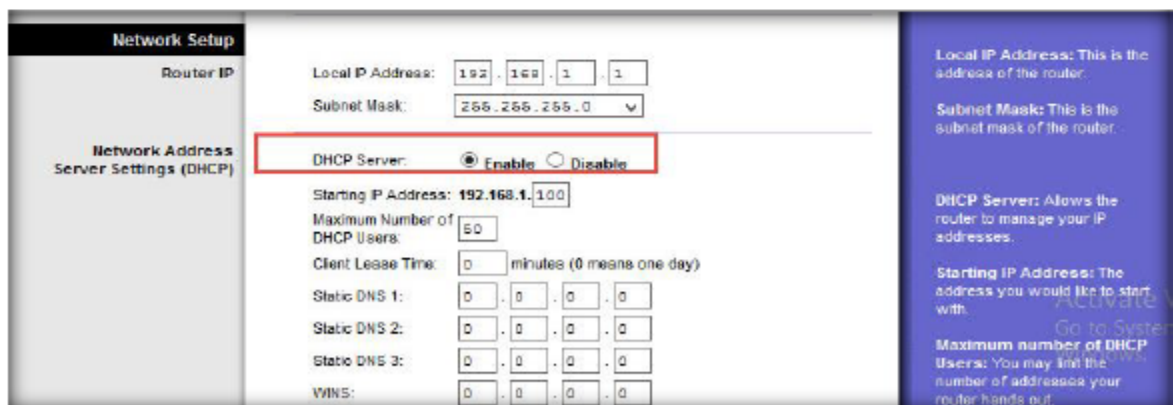 Network Setup
Router IP
Local IP Address: 192 . 168 . 1 . 1
Subnet Mask: 255.255.255.0
Network Address
Server Settings (DHCP)
DHCP Server: Enable Disable
Starting IP Address: 192.168.1. 100
Maximum Number of
DHCP Users: 50
Client Lease Time: 0 minutes (0 means one day)
Static DNS 1: 0 . 0 . 0 . 0
Static DNS 2: 0 . 0 . 0 . 0
Static DNS 3: 0 . 0 . 0 . 0
WINS: 0 . 0 . 0 . 0
Local IP Address: This is the
address of the router.
Subnet Mask: This is the
subnet mask of the router.
DHCP Server: Allows the
router to manage your IP
addresses.
Starting IP Address: The
address you would like to start
with.
Maximum number of DHCP
Users: You may limit the
number of addresses your
router hands out.
Activate
Go to System